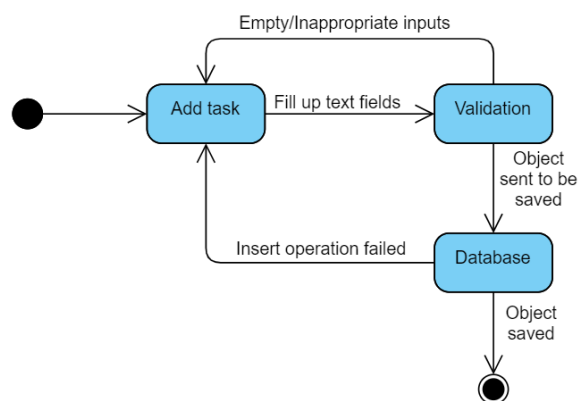 Empty/Inappropriate inputs
Add task
Fill up text fields
Validation
Object
sent to be
saved
Insert operation failed
Database
Object
saved